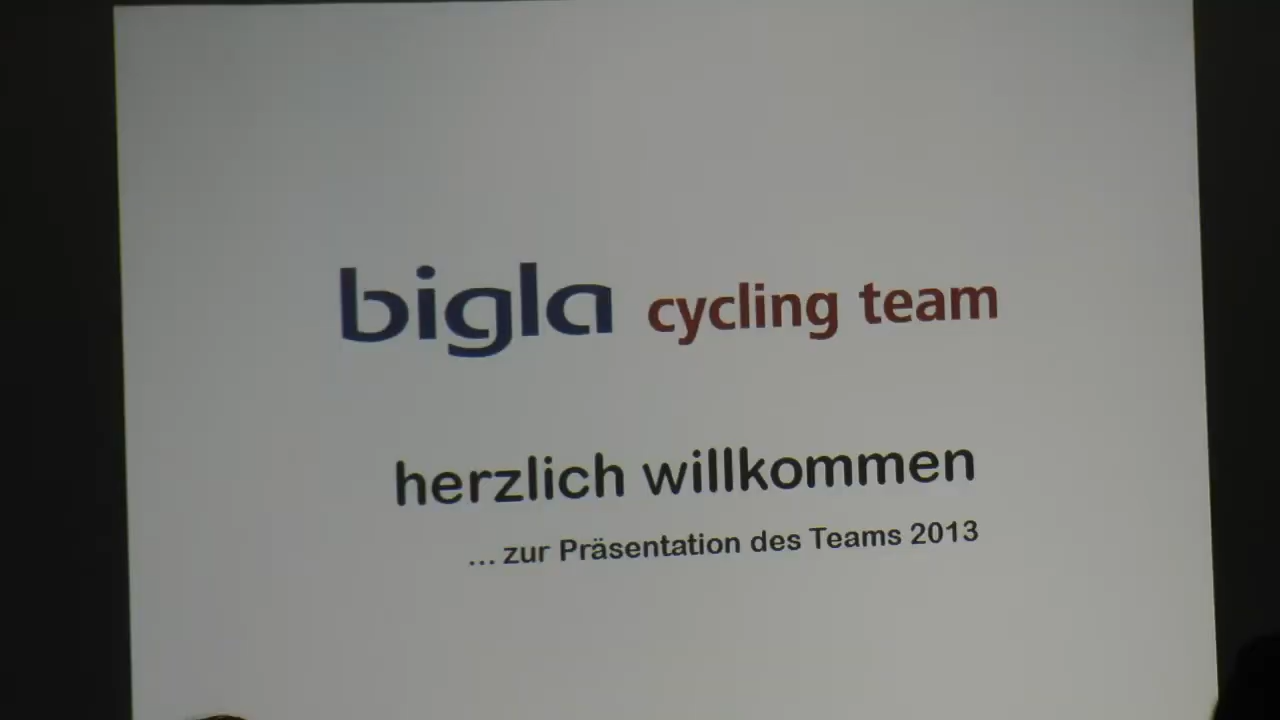 bigla cycling team
herzlich willkommen
... zur Präsentation des Teams 2013